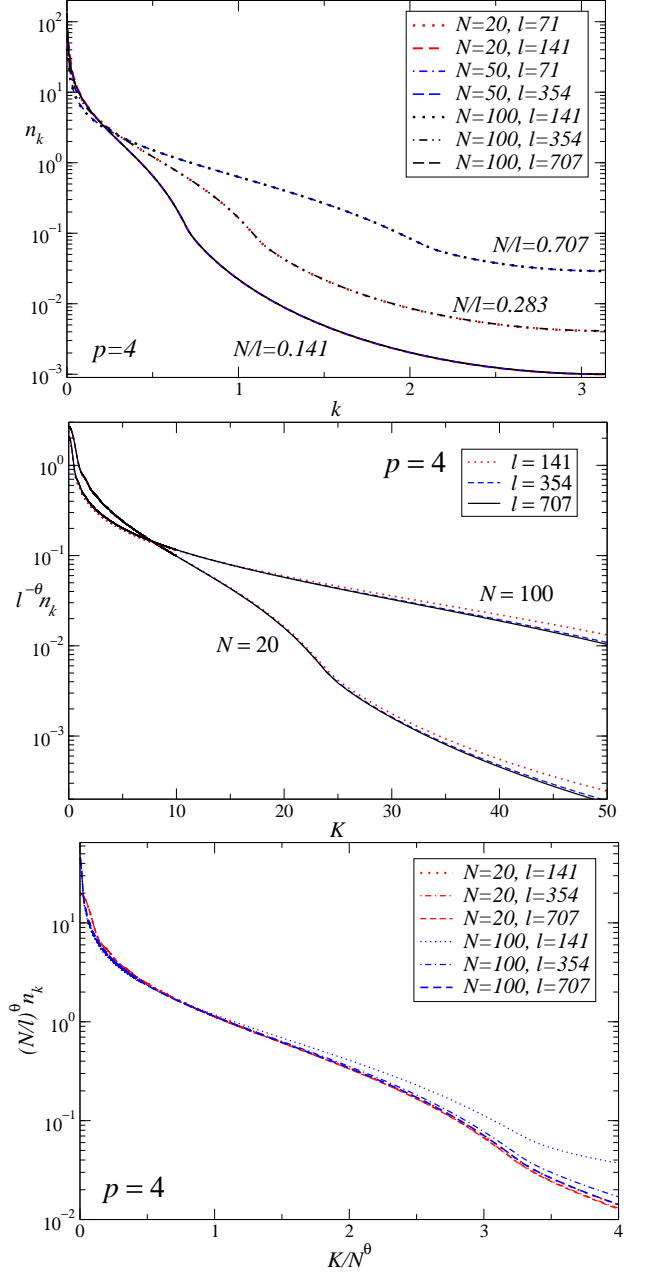 10^2
10^1
n_k
10^0
10^-1
10^-2
10^-3
N=20, l=71
N=20, l=141
N=50, l=71
N=50, l=354
N=100, l=141
N=100, l=354
N=100, l=707
N/l=0.707
N/l=0.283
p=4
N/l=0.141
0 1 2 3
k
10^0
10^-1
l^-θ n_k
10^-2
10^-3
p = 4
l = 141
l = 354
l = 707
N = 100
N = 20
0 10 20 30 40 50
K
10^1
(N/l)^θ n_k
10^0
10^-1
10^-2
N=20, l=141
N=20, l=354
N=20, l=707
N=100, l=141
N=100, l=354
N=100, l=707
p = 4
0 1 2 3 4
K/N^θ